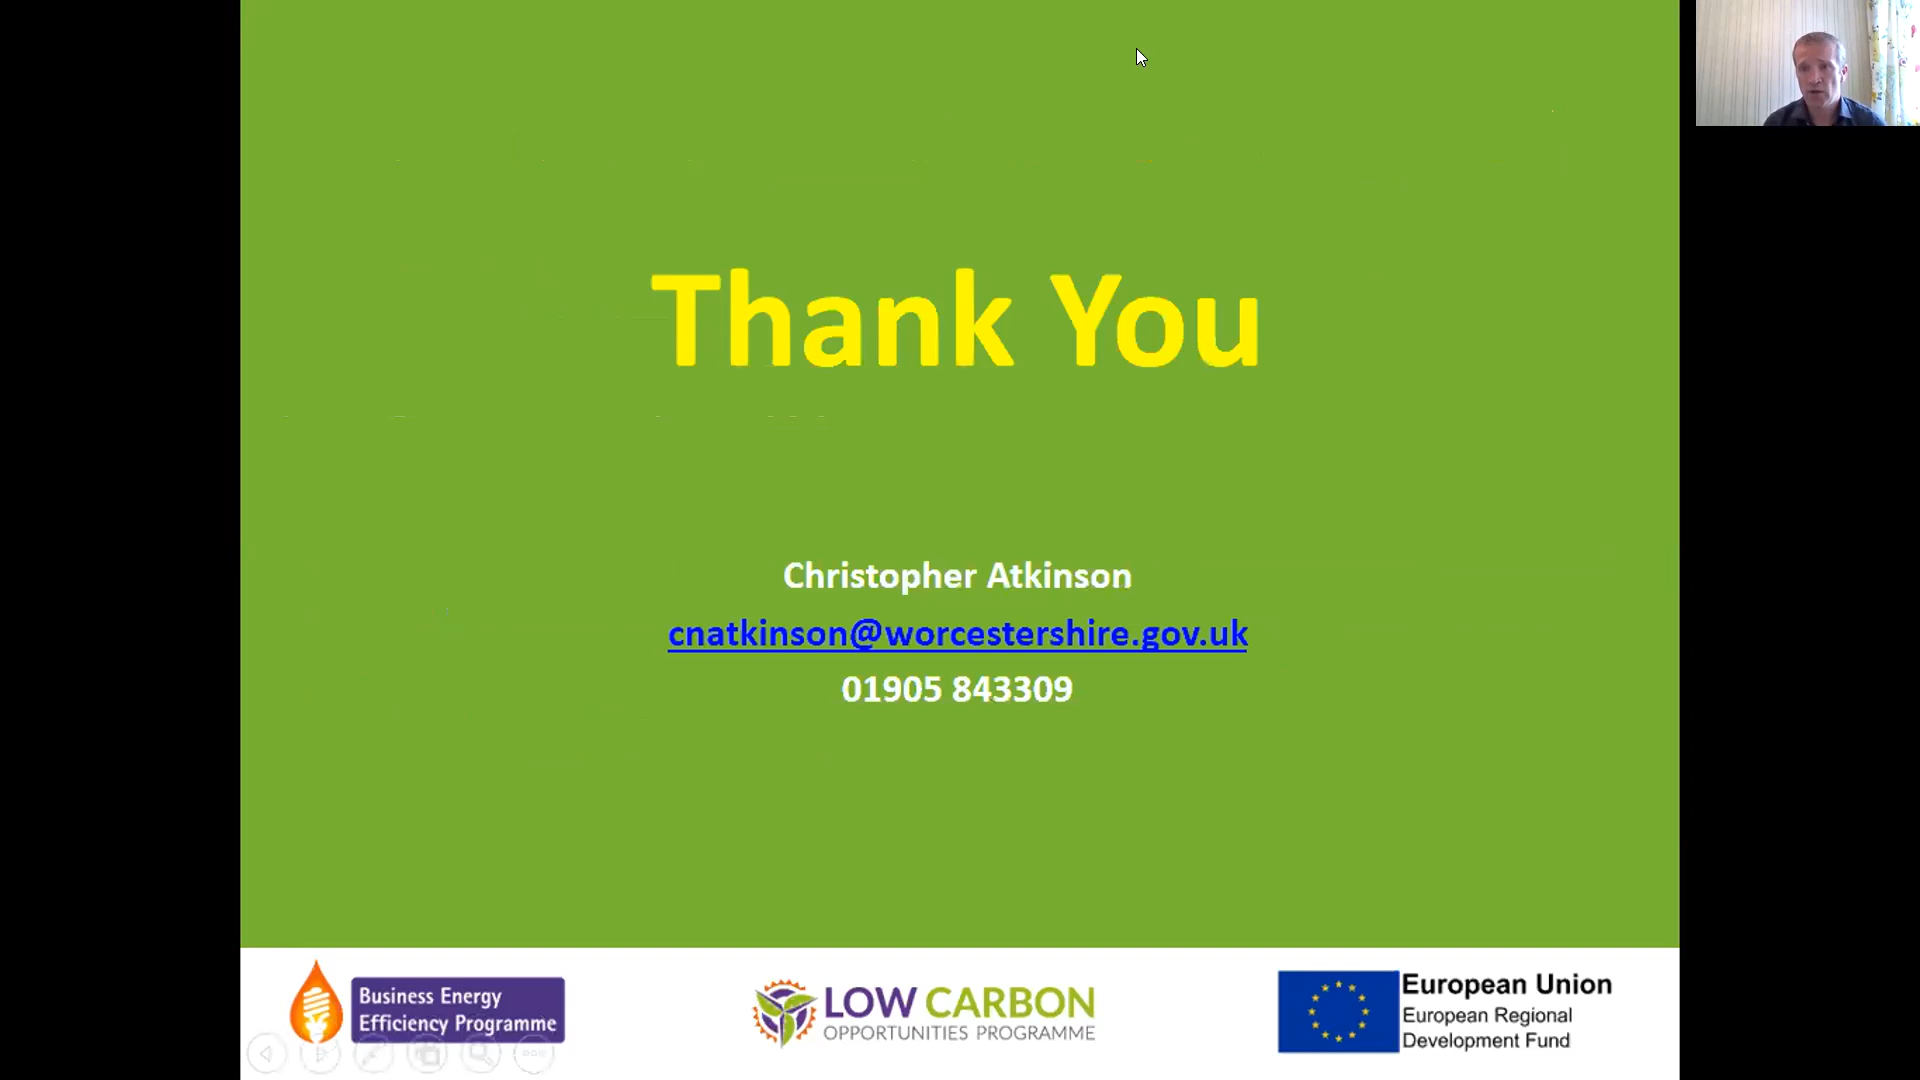 Thank You
Christopher Atkinson
cnatkinson@worcestershire.gov.uk
01905 843309
Business Energy
Efficiency Programme
LOW CARBON
OPPORTUNITIES PROGRAMME
European Union
European Regional
Development Fund